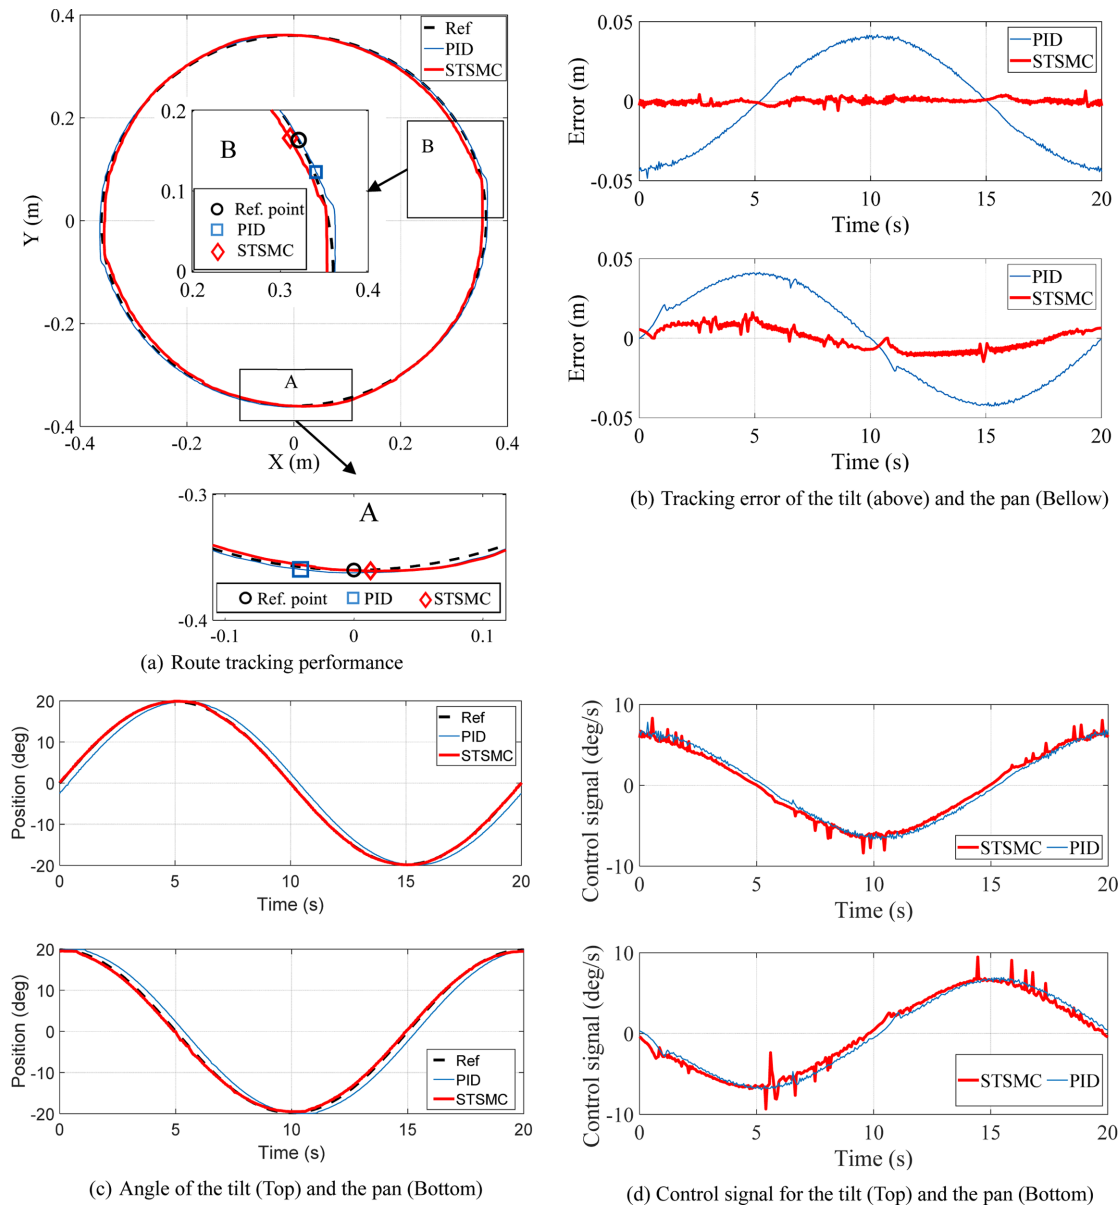 0.4
0.2
0
-0.2
-0.4
Y (m)
Ref
PID
STSMC
B
B
0.2
0.1
0
Ref. point
PID
STSMC
0.2 0.3 0.4
A
-0.4 -0.2 0 0.2 0.4
X (m)
-0.3
-0.4
A
Ref. point PID STSMC
-0.1 0 0.1
(a) Route tracking performance
0.05
0
-0.05
Error (m)
PID
STSMC
0 5 10 15 20
Time (s)
0.05
0
-0.05
Error (m)
PID
STSMC
0 5 10 15 20
Time (s)
(b) Tracking error of the tilt (above) and the pan (Bellow)
20
10
0
-10
-20
Position (deg)
Ref
PID
STSMC
0 5 10 15 20
Time (s)
20
10
0
-10
-20
Position (deg)
Ref
PID
STSMC
0 5 10 15 20
Time (s)
(c) Angle of the tilt (Top) and the pan (Bottom)
10
0
-10
Control signal (deg/s)
STSMC PID
0 5 10 15 20
Time (s)
10
0
-10
Control signal (deg/s)
STSMC PID
0 5 10 15 20
Time (s)
(d) Control signal for the tilt (Top) and the pan (Bottom)